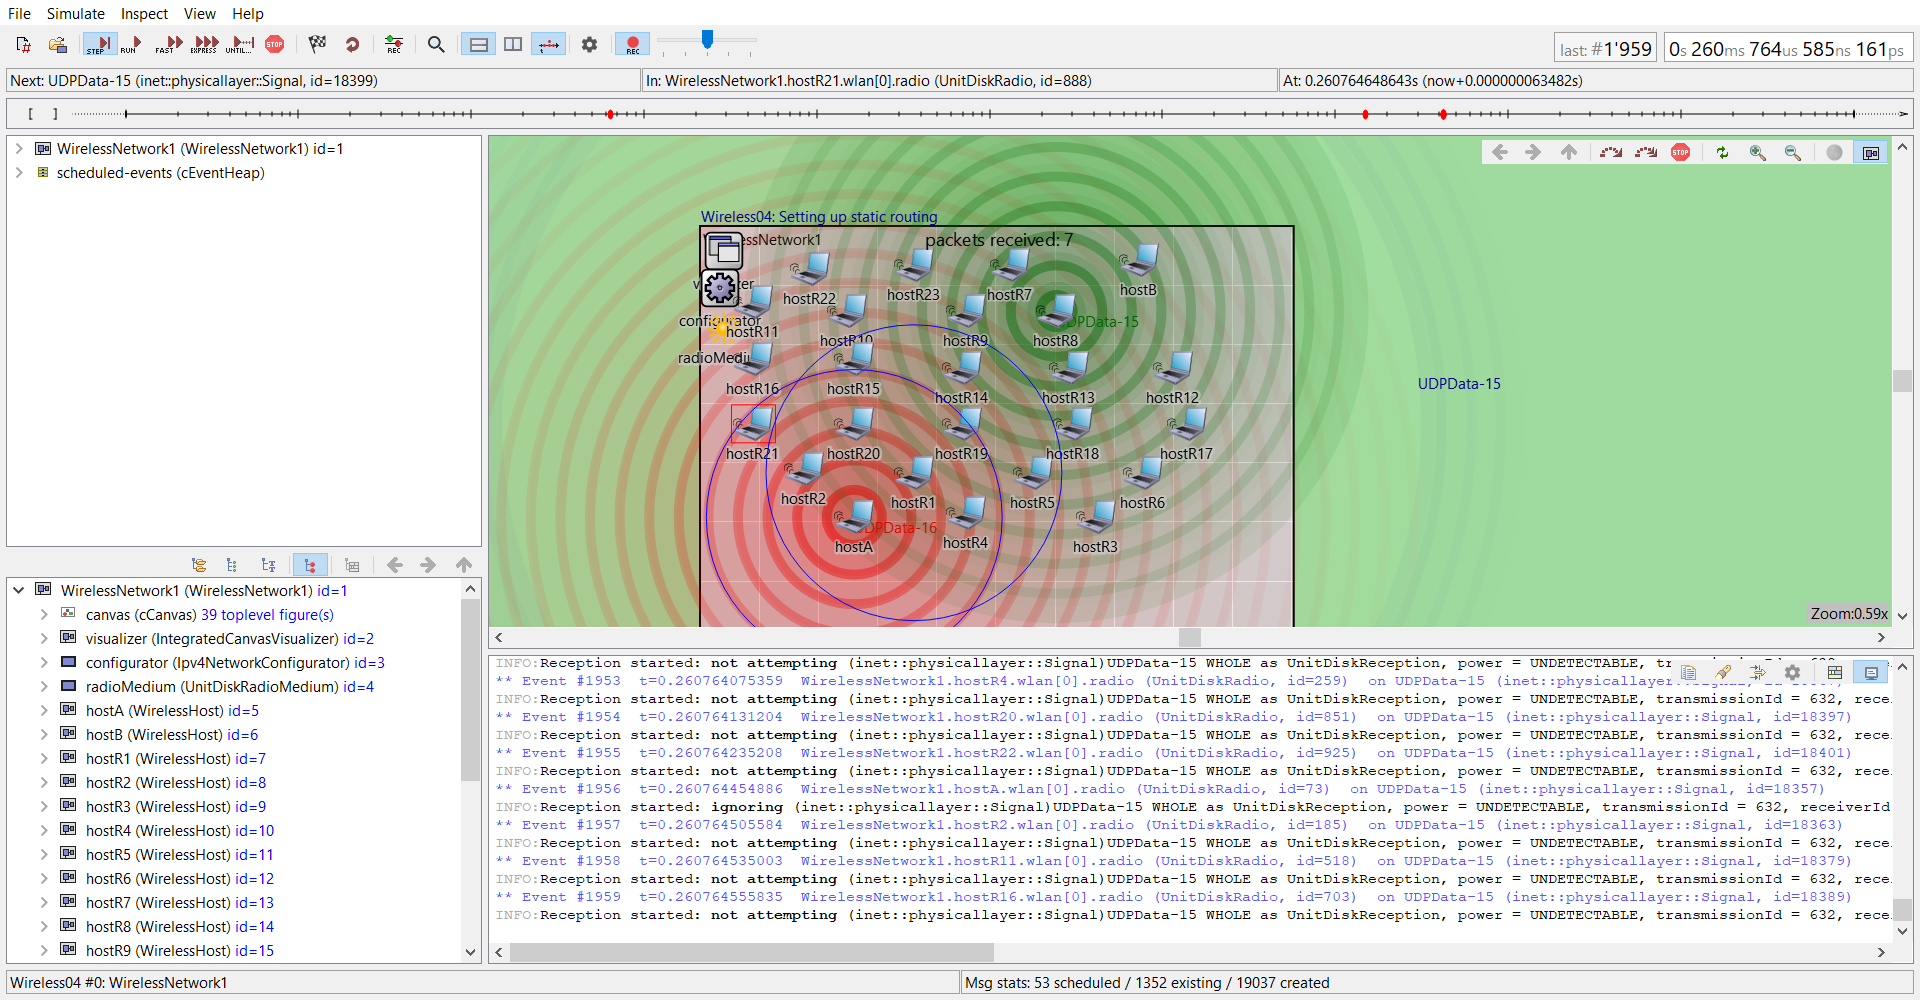 File Simulate Inspect View Help
STEP RUN FAST EXPRESS UNTIL... STOP REC REC
last: #1'959 0s 260ms 764us 585ns 161ps
Next: UDPData-15 (inet::physicallayer::Signal, id=18399) In: WirelessNetwork1.hostR21.wlan[0].radio (UnitDiskRadio, id=888) At: 0.260764648643s (now+0.000000063482s)
[ ]
WirelessNetwork1 (WirelessNetwork1) id=1
scheduled-events (cEventHeap)
STOP
Wireless04: Setting up static routing
essNetwork1 packets received: 7
hostR22 hostR23 hostR7 hostB
configurator hostR11 hostR10 hostR9 hostR8 UDPData-15
radioMedi hostR16 hostR15 hostR14 hostR13 hostR12
UDPData-15
hostR21 hostR20 hostR19 hostR18 hostR17
hostR2 hostR1 hostR5 hostR6
DPData-16
hostA hostR4 hostR3
Zoom:0.59x
WirelessNetwork1 (WirelessNetwork1) id=1
canvas (cCanvas) 39 toplevel figure(s)
visualizer (IntegratedCanvasVisualizer) id=2
configurator (Ipv4NetworkConfigurator) id=3
radioMedium (UnitDiskRadioMedium) id=4
hostA (WirelessHost) id=5
hostB (WirelessHost) id=6
hostR1 (WirelessHost) id=7
hostR2 (WirelessHost) id=8
hostR3 (WirelessHost) id=9
hostR4 (WirelessHost) id=10
hostR5 (WirelessHost) id=11
hostR6 (WirelessHost) id=12
hostR7 (WirelessHost) id=13
hostR8 (WirelessHost) id=14
hostR9 (WirelessHost) id=15
INFO:Reception started: not attempting (inet::physicallayer::Signal)UDPData-15 WHOLE as UnitDiskReception, power = UNDETECTABLE,
** Event #1953 t=0.260764075359 WirelessNetwork1.hostR4.wlan[0].radio (UnitDiskRadio, id=259) on UDPData-15 (inet::physicallayer::Signal,
INFO:Reception started: not attempting (inet::physicallayer::Signal)UDPData-15 WHOLE as UnitDiskReception, power = UNDETECTABLE, transmissionId = 632, rece
** Event #1954 t=0.260764131204 WirelessNetwork1.hostR20.wlan[0].radio (UnitDiskRadio, id=851) on UDPData-15 (inet::physicallayer::Signal, id=18397)
INFO:Reception started: not attempting (inet::physicallayer::Signal)UDPData-15 WHOLE as UnitDiskReception, power = UNDETECTABLE, transmissionId = 632, rece
** Event #1955 t=0.260764235208 WirelessNetwork1.hostR22.wlan[0].radio (UnitDiskRadio, id=925) on UDPData-15 (inet::physicallayer::Signal, id=18401)
INFO:Reception started: not attempting (inet::physicallayer::Signal)UDPData-15 WHOLE as UnitDiskReception, power = UNDETECTABLE, transmissionId = 632, rece
** Event #1956 t=0.260764454886 WirelessNetwork1.hostA.wlan[0].radio (UnitDiskRadio, id=73) on UDPData-15 (inet::physicallayer::Signal, id=18357)
INFO:Reception started: ignoring (inet::physicallayer::Signal)UDPData-15 WHOLE as UnitDiskReception, power = UNDETECTABLE, transmissionId = 632, receiverId
** Event #1957 t=0.260764505584 WirelessNetwork1.hostR2.wlan[0].radio (UnitDiskRadio, id=185) on UDPData-15 (inet::physicallayer::Signal, id=18363)
INFO:Reception started: not attempting (inet::physicallayer::Signal)UDPData-15 WHOLE as UnitDiskReception, power = UNDETECTABLE, transmissionId = 632, rece
** Event #1958 t=0.260764535003 WirelessNetwork1.hostR11.wlan[0].radio (UnitDiskRadio, id=518) on UDPData-15 (inet::physicallayer::Signal, id=18379)
INFO:Reception started: not attempting (inet::physicallayer::Signal)UDPData-15 WHOLE as UnitDiskReception, power = UNDETECTABLE, transmissionId = 632, rece
** Event #1959 t=0.260764555835 WirelessNetwork1.hostR16.wlan[0].radio (UnitDiskRadio, id=703) on UDPData-15 (inet::physicallayer::Signal, id=18389)
INFO:Reception started: not attempting (inet::physicallayer::Signal)UDPData-15 WHOLE as UnitDiskReception, power = UNDETECTABLE, transmissionId = 632, rece
Wireless04 #0: WirelessNetwork1 Msg stats: 53 scheduled / 1352 existing / 19037 created